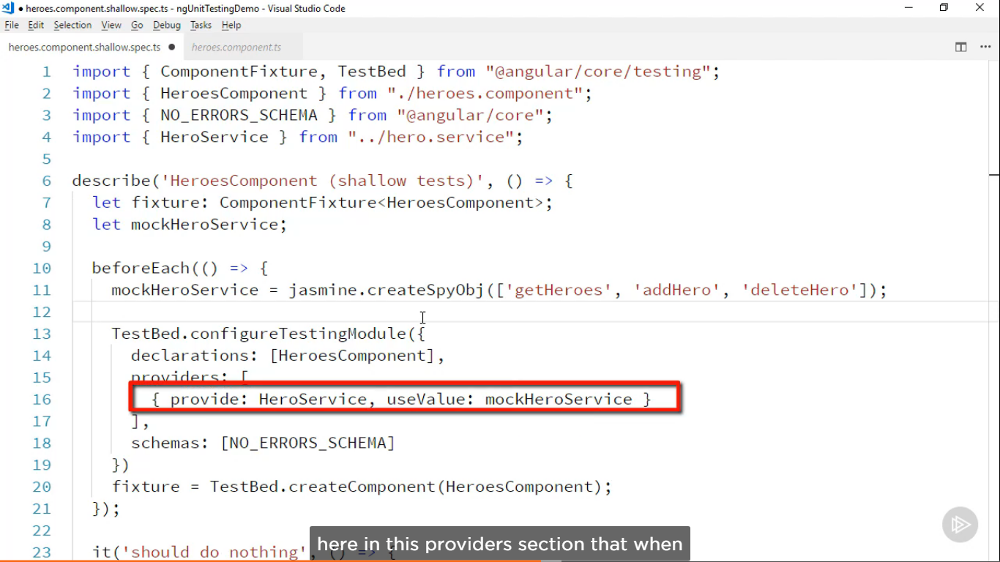 heroes.component.shallow.spec.ts - ngUnitTestingDemo - Visual Studio Code
File Edit Selection View Go Debug Tasks Help
heroes.component.shallow.spec.ts heroes.component.ts
1 import { ComponentFixture, TestBed } from "@angular/core/testing";
2 import { HeroesComponent } from "./heroes.component";
3 import { NO_ERRORS_SCHEMA } from "@angular/core";
4 import { HeroService } from "../hero.service";
5
6 describe('HeroesComponent (shallow tests)', () => {
7 let fixture: ComponentFixture<HeroesComponent>;
8 let mockHeroService;
9
10 beforeEach(() => {
11 mockHeroService = jasmine.createSpyObj(['getHeroes', 'addHero', 'deleteHero']);
12
13 TestBed.configureTestingModule({
14 declarations: [HeroesComponent],
15 providers: [
16 { provide: HeroService, useValue: mockHeroService }
17 ],
18 schemas: [NO_ERRORS_SCHEMA]
19 })
20 fixture = TestBed.createComponent(HeroesComponent);
21 });
22
23 it('should do nothing', () => {
here in this providers section that when